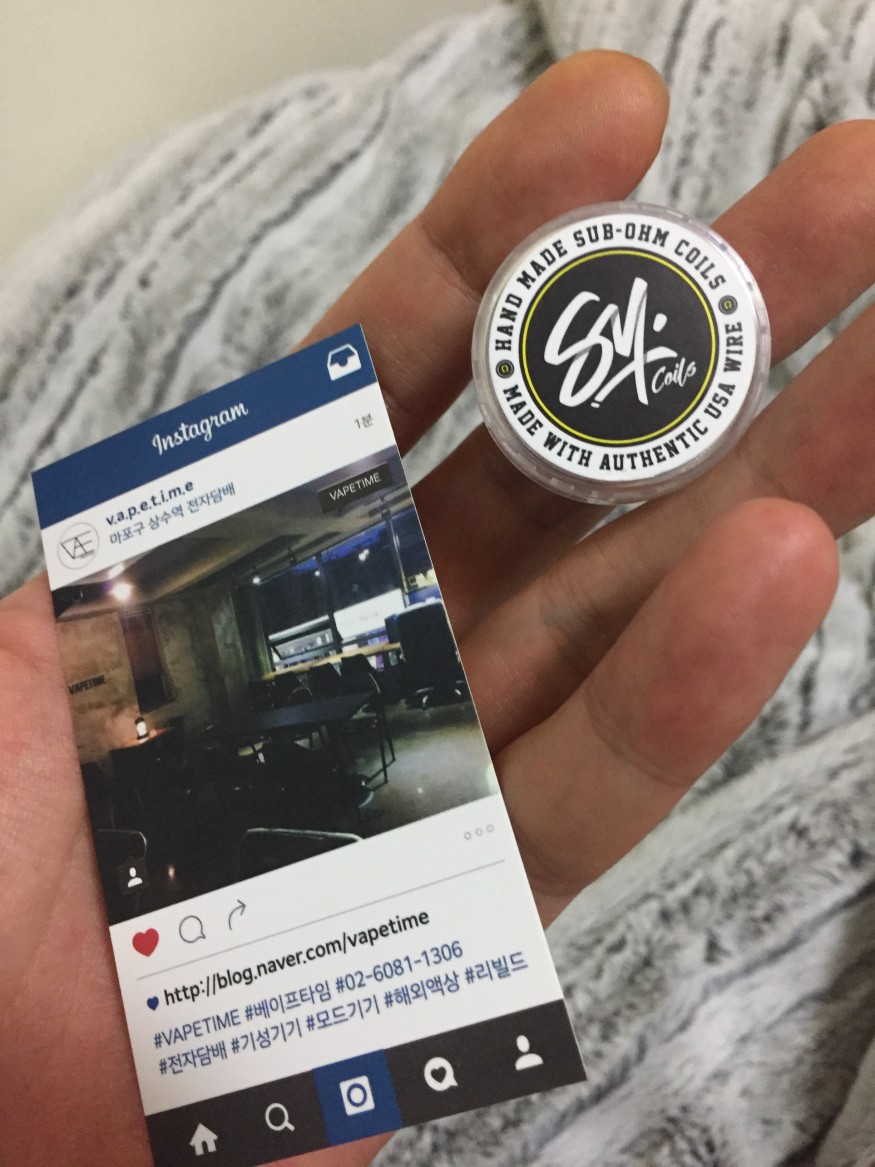 Instagram
1분
v.a.p.e.t.i.m.e
마포구 상수역 전자담배
VAPE
VAPETIME
VAPETIME
http://blog.naver.com/vapetime
#VAPETIME #베이프타임 #02-6081-1306
#전자담배 #기성기기 #모드기기 #해외액상 #리빌드
HAND MADE SUB-OHM COILS
SMX.
Coils
MADE WITH AUTHENTIC USA WIRE